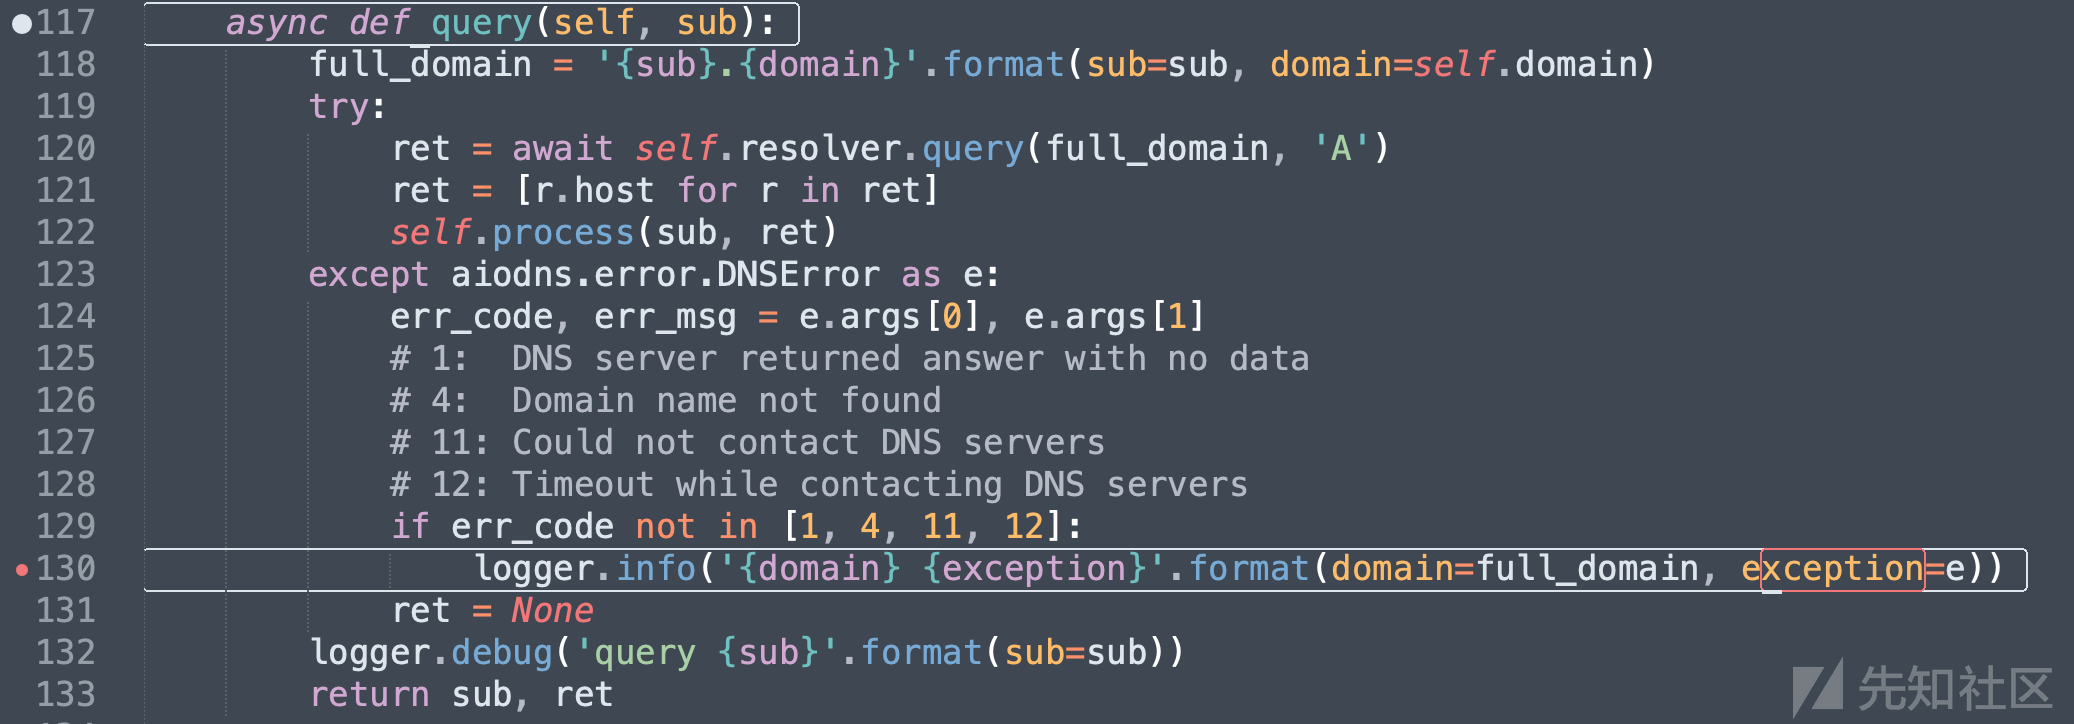 117 async def query(self, sub):
118 full_domain = '{sub}.{domain}'.format(sub=sub, domain=self.domain)
119 try:
120 ret = await self.resolver.query(full_domain, 'A')
121 ret = [r.host for r in ret]
122 self.process(sub, ret)
123 except aiodns.error.DNSError as e:
124 err_code, err_msg = e.args[0], e.args[1]
125 # 1:  DNS server returned answer with no data
126 # 4:  Domain name not found
127 # 11: Could not contact DNS servers
128 # 12: Timeout while contacting DNS servers
129 if err_code not in [1, 4, 11, 12]:
130 logger.info('{domain} {exception}'.format(domain=full_domain, exception=e))
131 ret = None
132 logger.debug('query {sub}'.format(sub=sub))
133 return sub, ret
先知社区